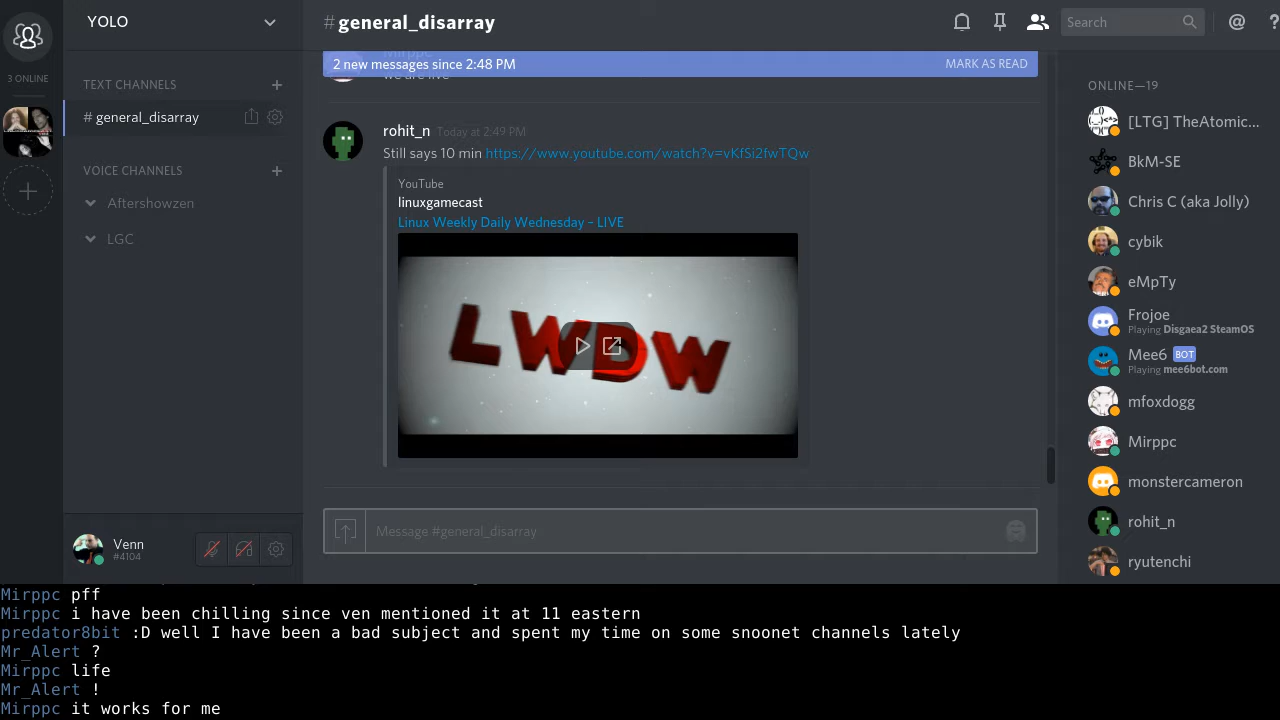 YOLO
#general_disarray
Search
@
?
3 ONLINE
TEXT CHANNELS
+
# general_disarray
VOICE CHANNELS
+
Aftershowzen
LGC
Venn
#4104
Mirppc
2 new messages since 2:48 PM
MARK AS READ
we are live
rohit_n Today at 2:49 PM
Still says 10 min https://www.youtube.com/watch?v=vKfSi2fwTQw
YouTube
linuxgamecast
Linux Weekly Daily Wednesday – LIVE
LWDW
Message #general_disarray
ONLINE—19
[LTG] TheAtomic...
BkM-SE
Chris C (aka Jolly)
cybik
eMpTy
Frojoe
Playing Disgaea2 SteamOS
Mee6 BOT
Playing mee6bot.com
mfoxdogg
Mirppc
monstercameron
rohit_n
ryutenchi
Mirppc pff
Mirppc i have been chilling since ven mentioned it at 11 eastern
predator8bit :D well I have been a bad subject and spent my time on some snoonet channels lately
Mr_Alert ?
Mirppc life
Mr_Alert !
Mirppc it works for me